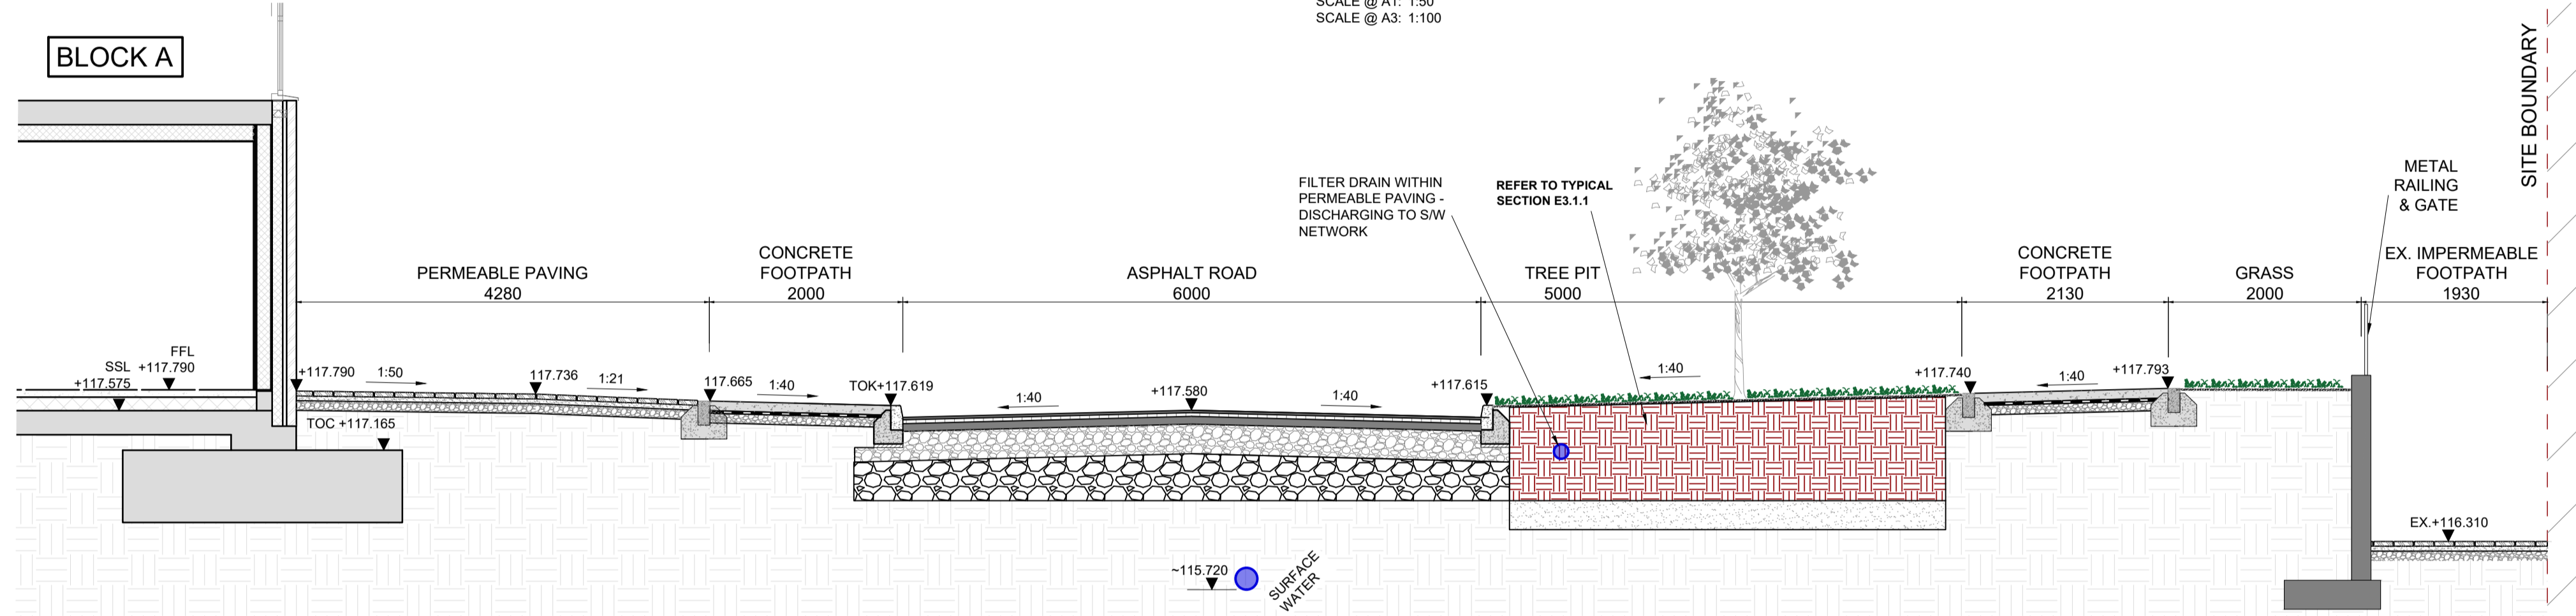 SCALE @ A1: 1:50
SCALE @ A3: 1:100
BLOCK A
SITE BOUNDARY
METAL
RAILING
& GATE
FILTER DRAIN WITHIN
PERMEABLE PAVING -
DISCHARGING TO S/W
NETWORK
REFER TO TYPICAL
SECTION E3.1.1
PERMEABLE PAVING
4280
CONCRETE
FOOTPATH
2000
ASPHALT ROAD
6000
TREE PIT
5000
CONCRETE
FOOTPATH
2130
GRASS
2000
EX. IMPERMEABLE
FOOTPATH
1930
SSL
+117.575
FFL
+117.790
+117.790
1:50
117.736
1:21
117.665
1:40
TOK+117.619
1:40
+117.580
1:40
+117.615
1:40
+117.740
1:40
+117.793
TOC +117.165
EX.+116.310
~115.720
SURFACE
WATER